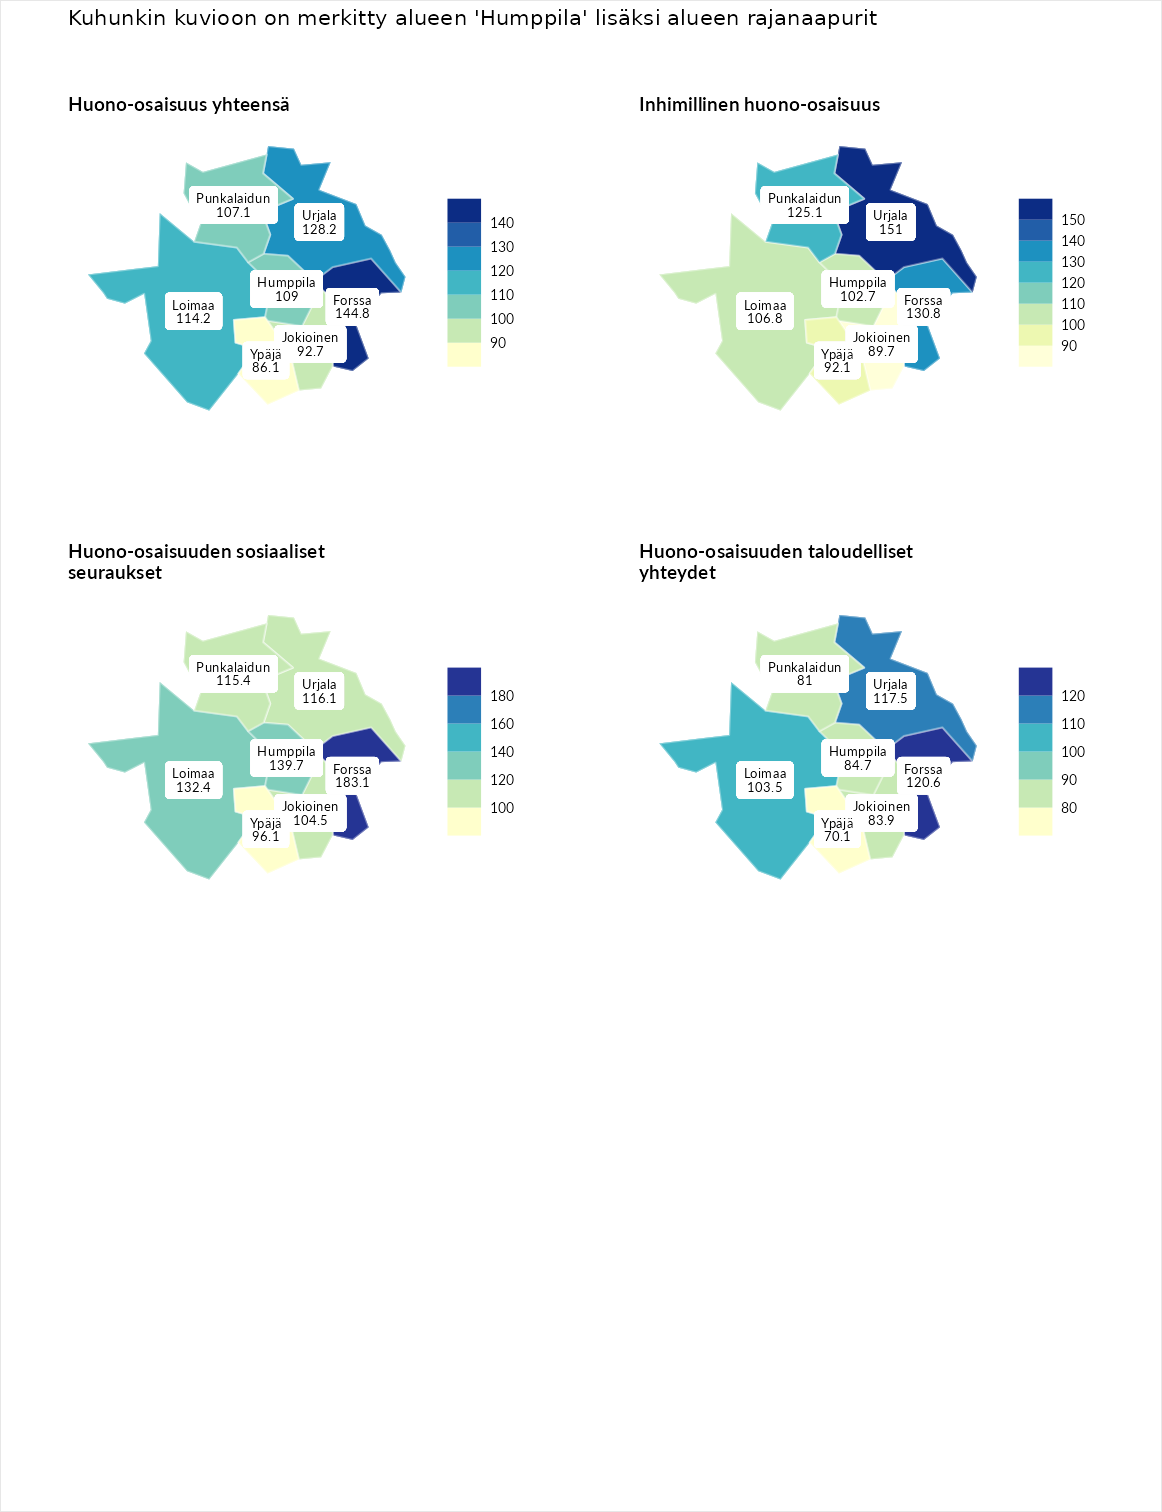 Kuhunkin kuvioon on merkitty alueen 'Humppila' lisäksi alueen rajanaapurit
Huono-osaisuus yhteensä
Punkalaidun
107.1
Urjala
128.2
Humppila
109
Forssa
144.8
Loimaa
114.2
Jokioinen
92.7
Ypäjä
86.1
140
130
120
110
100
90
Inhimillinen huono-osaisuus
Punkalaidun
125.1
Urjala
151
Humppila
102.7
Forssa
130.8
Loimaa
106.8
Jokioinen
89.7
Ypäjä
92.1
150
140
130
120
110
100
90
Huono-osaisuuden sosiaaliset
seuraukset
Punkalaidun
115.4
Urjala
116.1
Humppila
139.7
Forssa
183.1
Loimaa
132.4
Jokioinen
104.5
Ypäjä
96.1
180
160
140
120
100
Huono-osaisuuden taloudelliset
yhteydet
Punkalaidun
81
Urjala
117.5
Humppila
84.7
Forssa
120.6
Loimaa
103.5
Jokioinen
83.9
Ypäjä
70.1
120
110
100
90
80